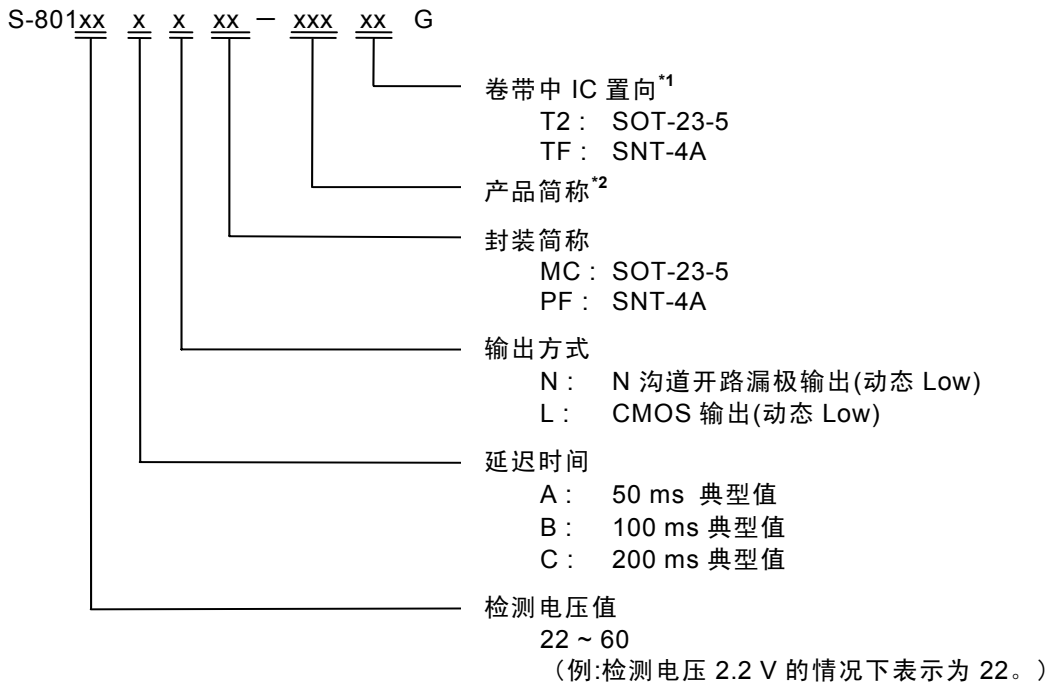 S-801xx x x xx － xxx xx G
卷带中 IC 置向*1
T2 : SOT-23-5
TF : SNT-4A
产品简称*2
封装简称
MC : SOT-23-5
PF : SNT-4A
输出方式
N : N 沟道开路漏极输出(动态 Low)
L : CMOS 输出(动态 Low)
延迟时间
A : 50 ms 典型值
B : 100 ms 典型值
C : 200 ms 典型值
检测电压值
22 ~ 60
（例:检测电压 2.2 V 的情况下表示为 22。）